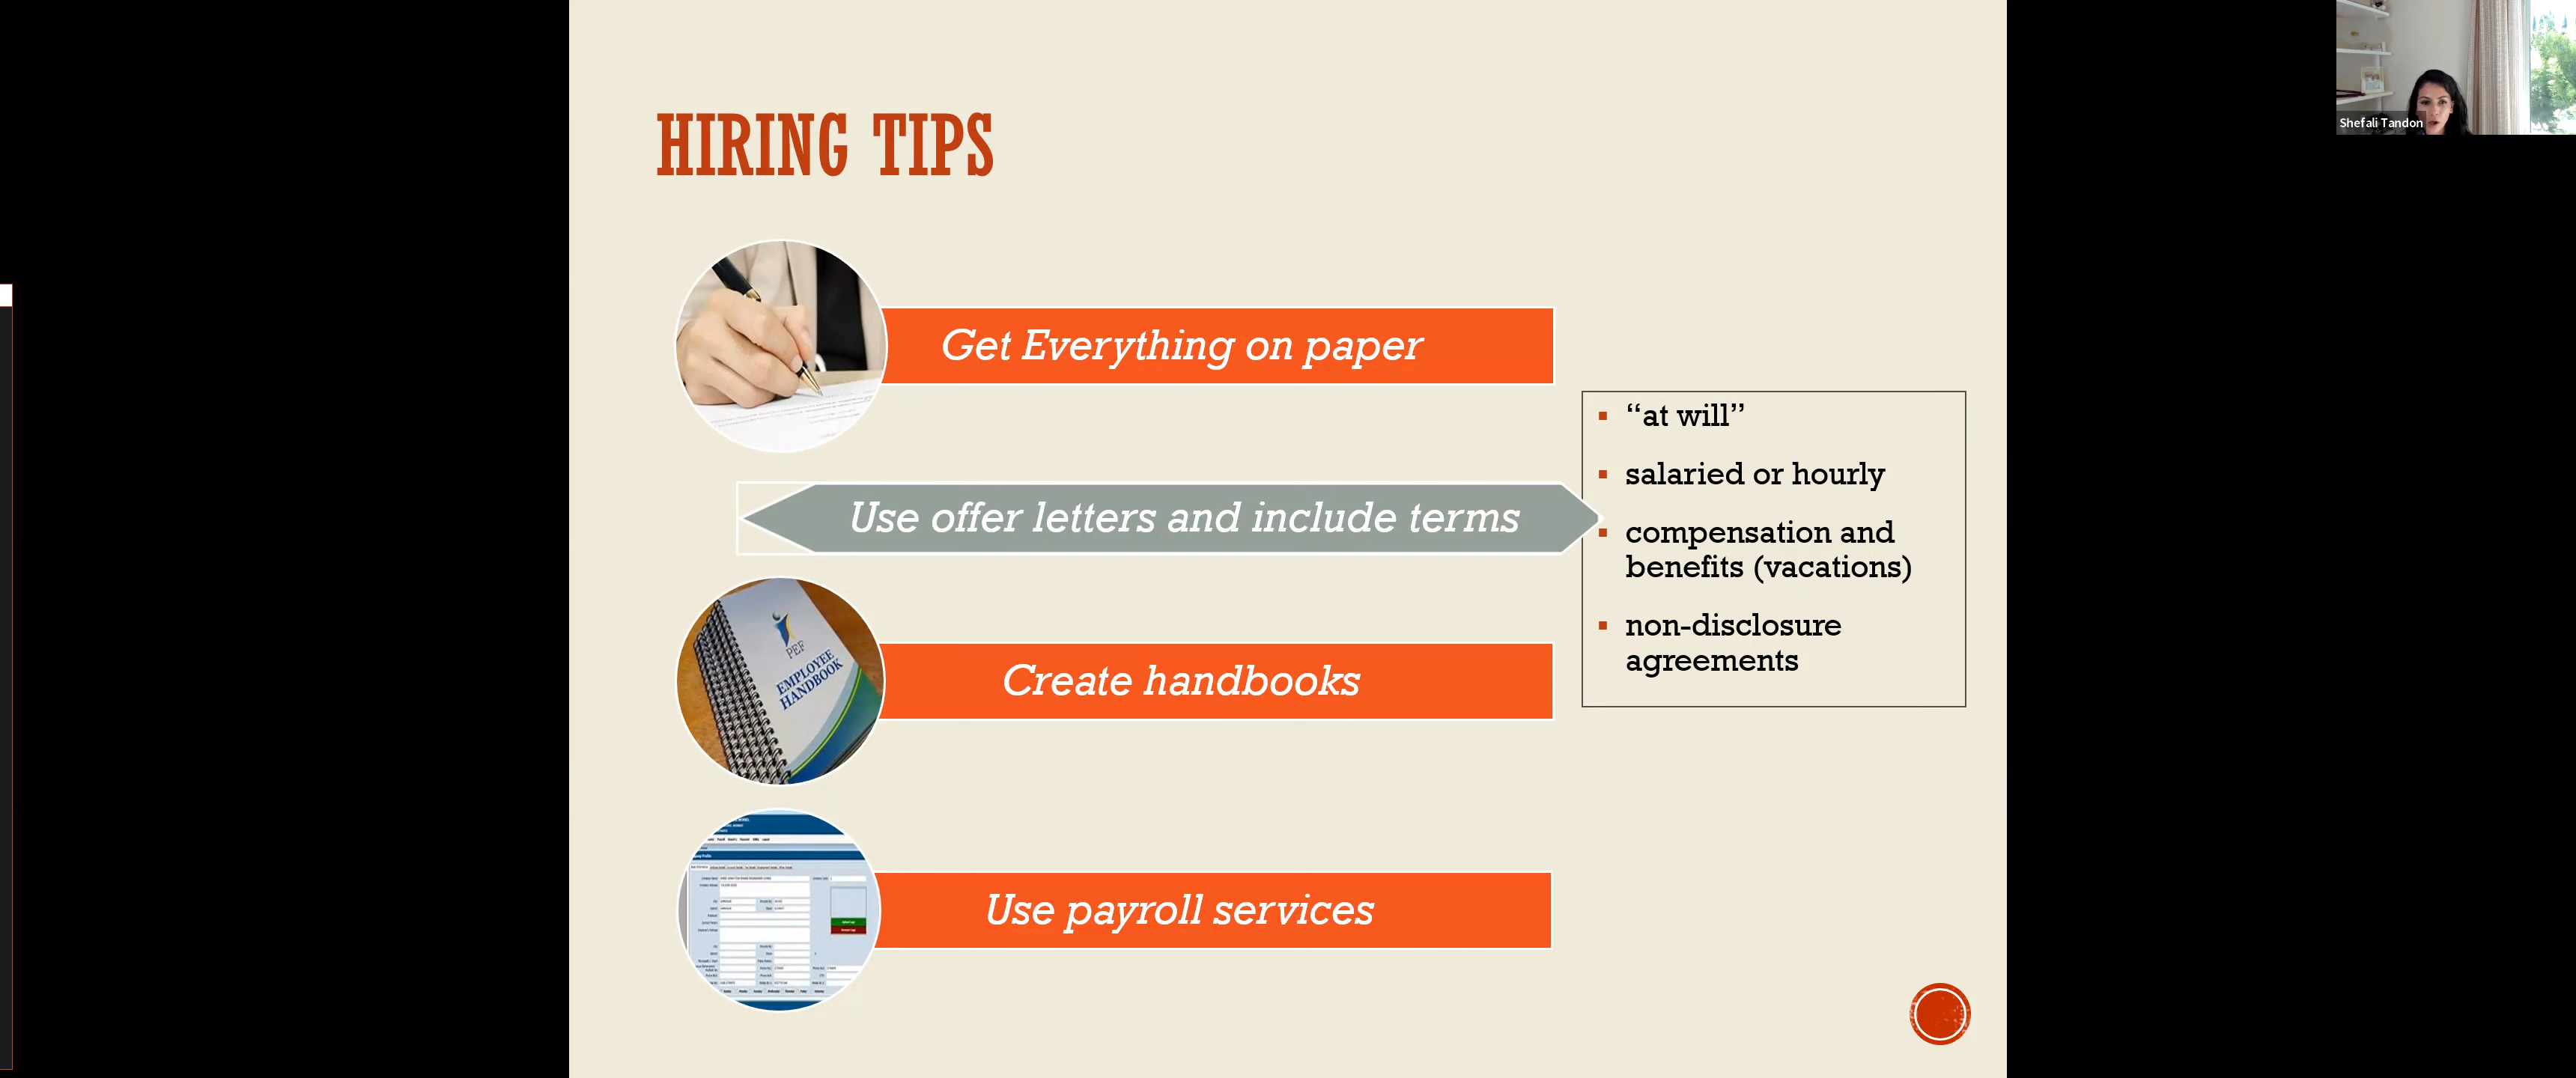 HIRING TIPS
Get Everything on paper
Use offer letters and include terms
“at will”
salaried or hourly
compensation and
benefits (vacations)
non-disclosure
agreements
PEF
EMPLOYEE
HANDBOOK
Create handbooks
Use payroll services
Shefali Tandon